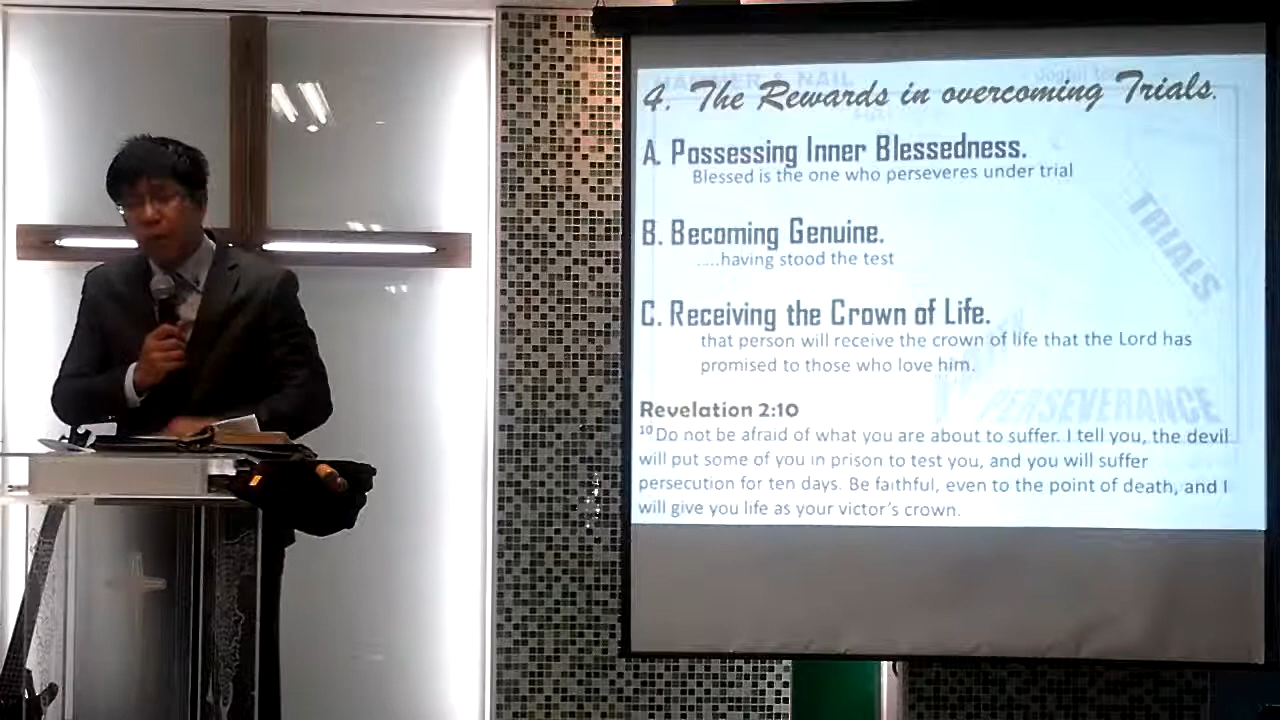 HAMMER & NAIL
4. The Rewards in overcoming Trials.
A. Possessing Inner Blessedness.
Blessed is the one who perseveres under trial
TRIALS
B. Becoming Genuine.
.....having stood the test
C. Receiving the Crown of Life.
that person will receive the crown of life that the Lord has
promised to those who love him.
PERSEVERANCE
Revelation 2:10
10 Do not be afraid of what you are about to suffer. I tell you, the devil
will put some of you in prison to test you, and you will suffer
persecution for ten days. Be faithful, even to the point of death, and I
will give you life as your victor's crown.